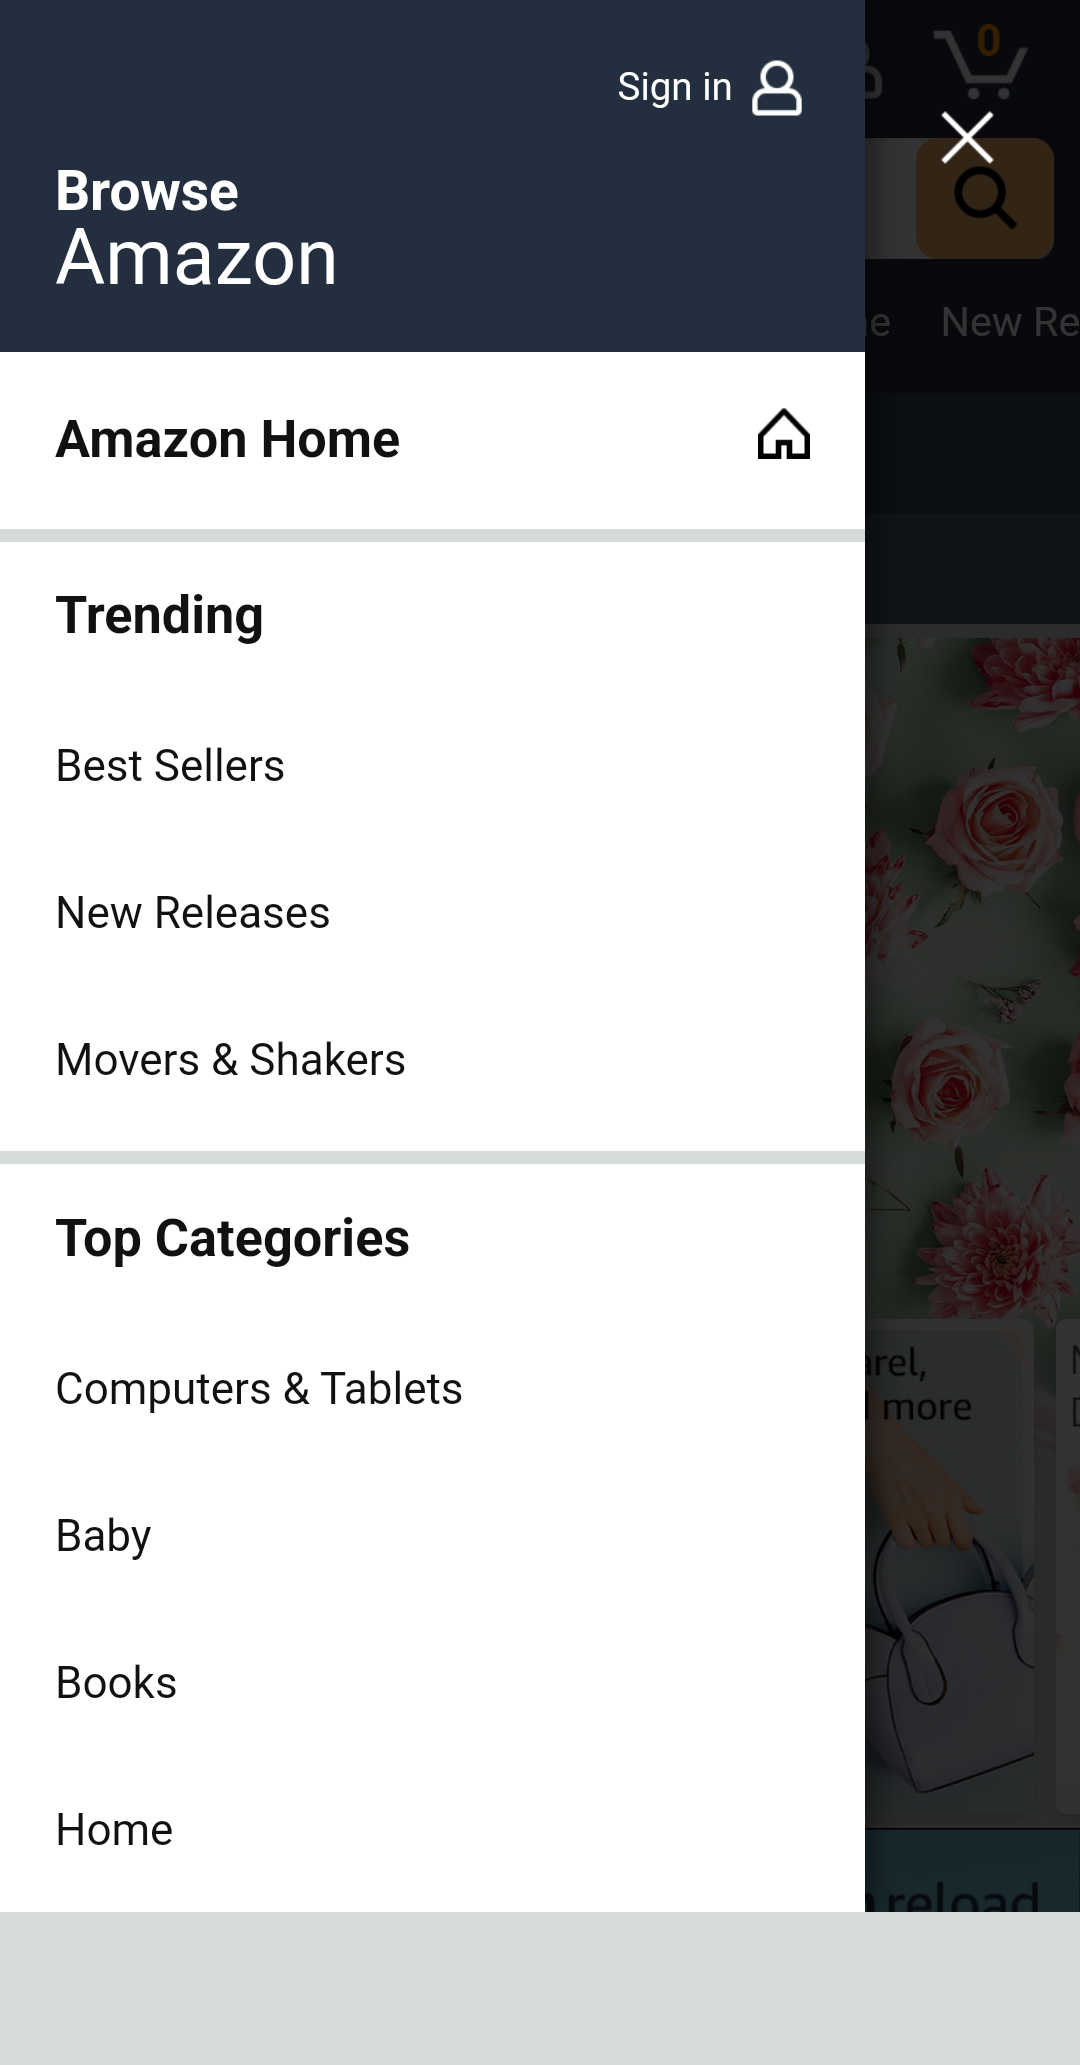 Sign in
0
Browse
Amazon
New Re
Amazon Home
Trending
Best Sellers
New Releases
Movers & Shakers
Top Categories
Computers & Tablets
arel,
more
Baby
Books
Home
reload